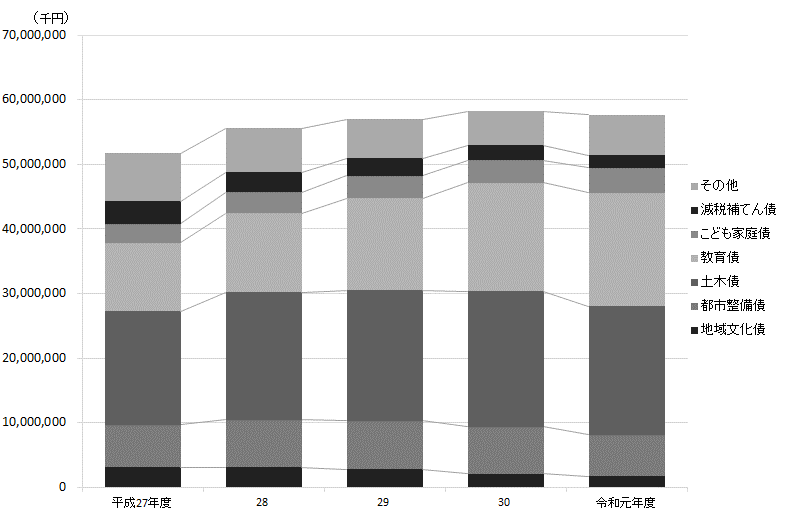 （千円）
70,000,000
60,000,000
50,000,000
40,000,000
30,000,000
20,000,000
10,000,000
0
平成27年度
28
29
30
令和元年度
その他
減税補てん債
こども家庭債
教育債
土木債
都市整備債
地域文化債